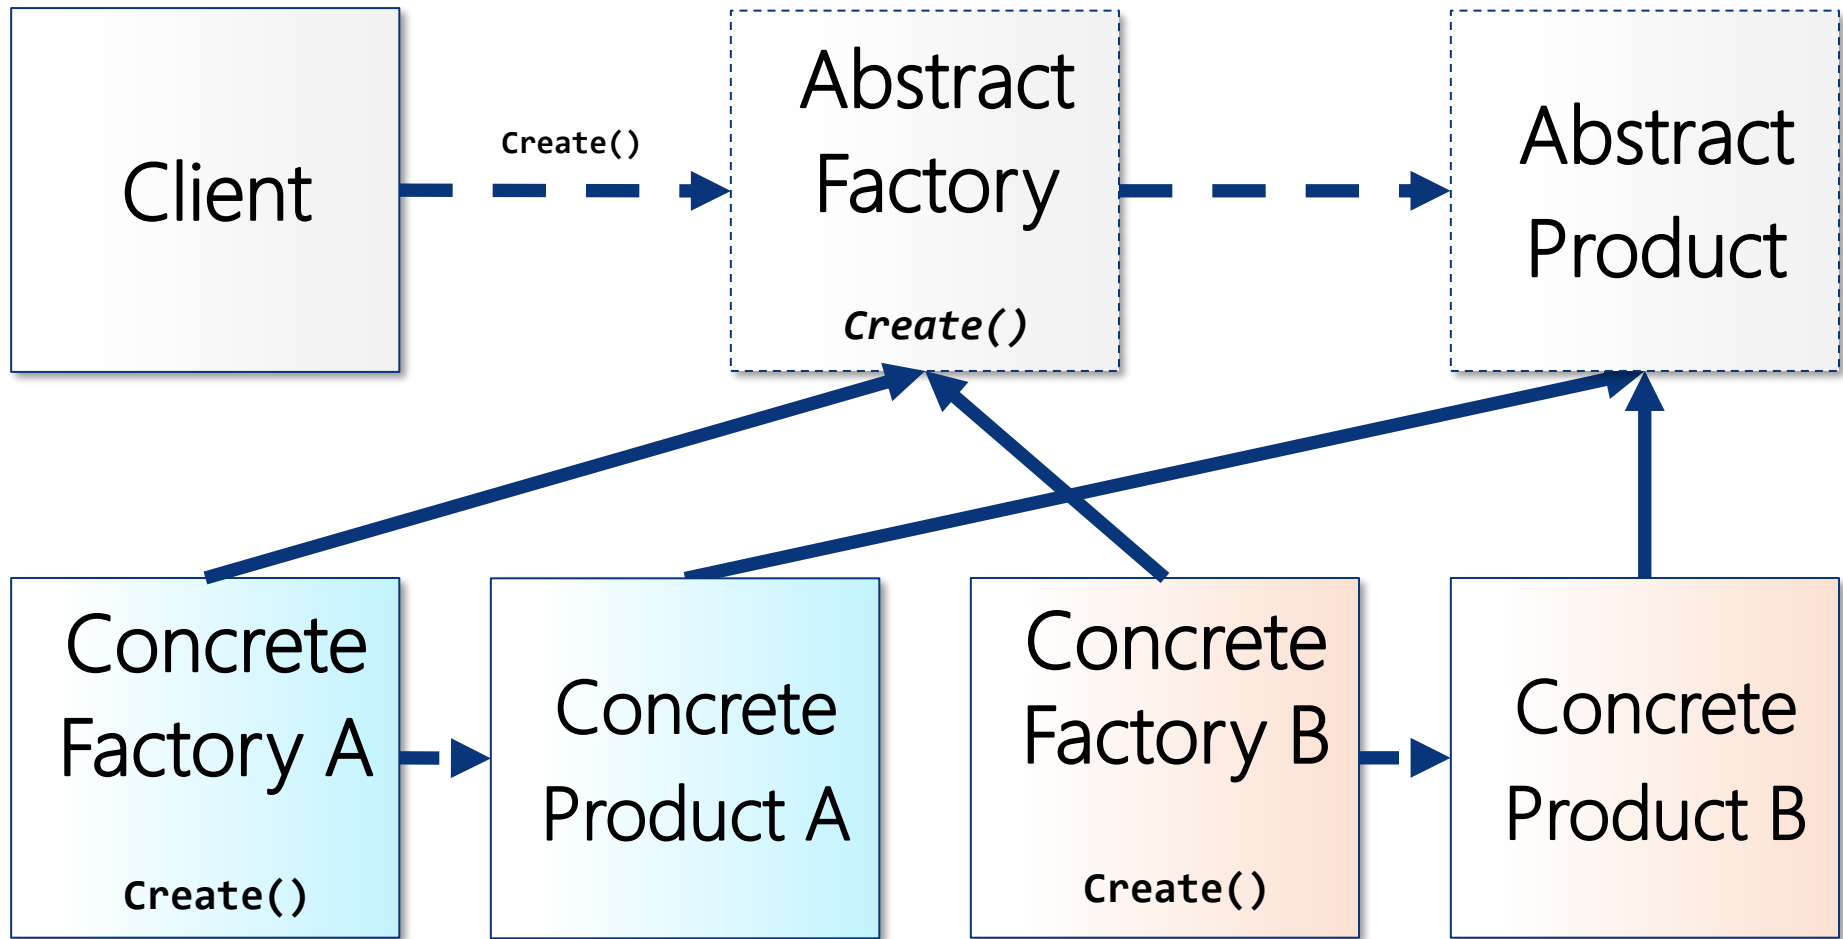 Client
Create()
Abstract
Factory
Create()
Abstract
Product
Concrete
Factory A
Create()
Concrete
Product A
Concrete
Factory B
Create()
Concrete
Product B